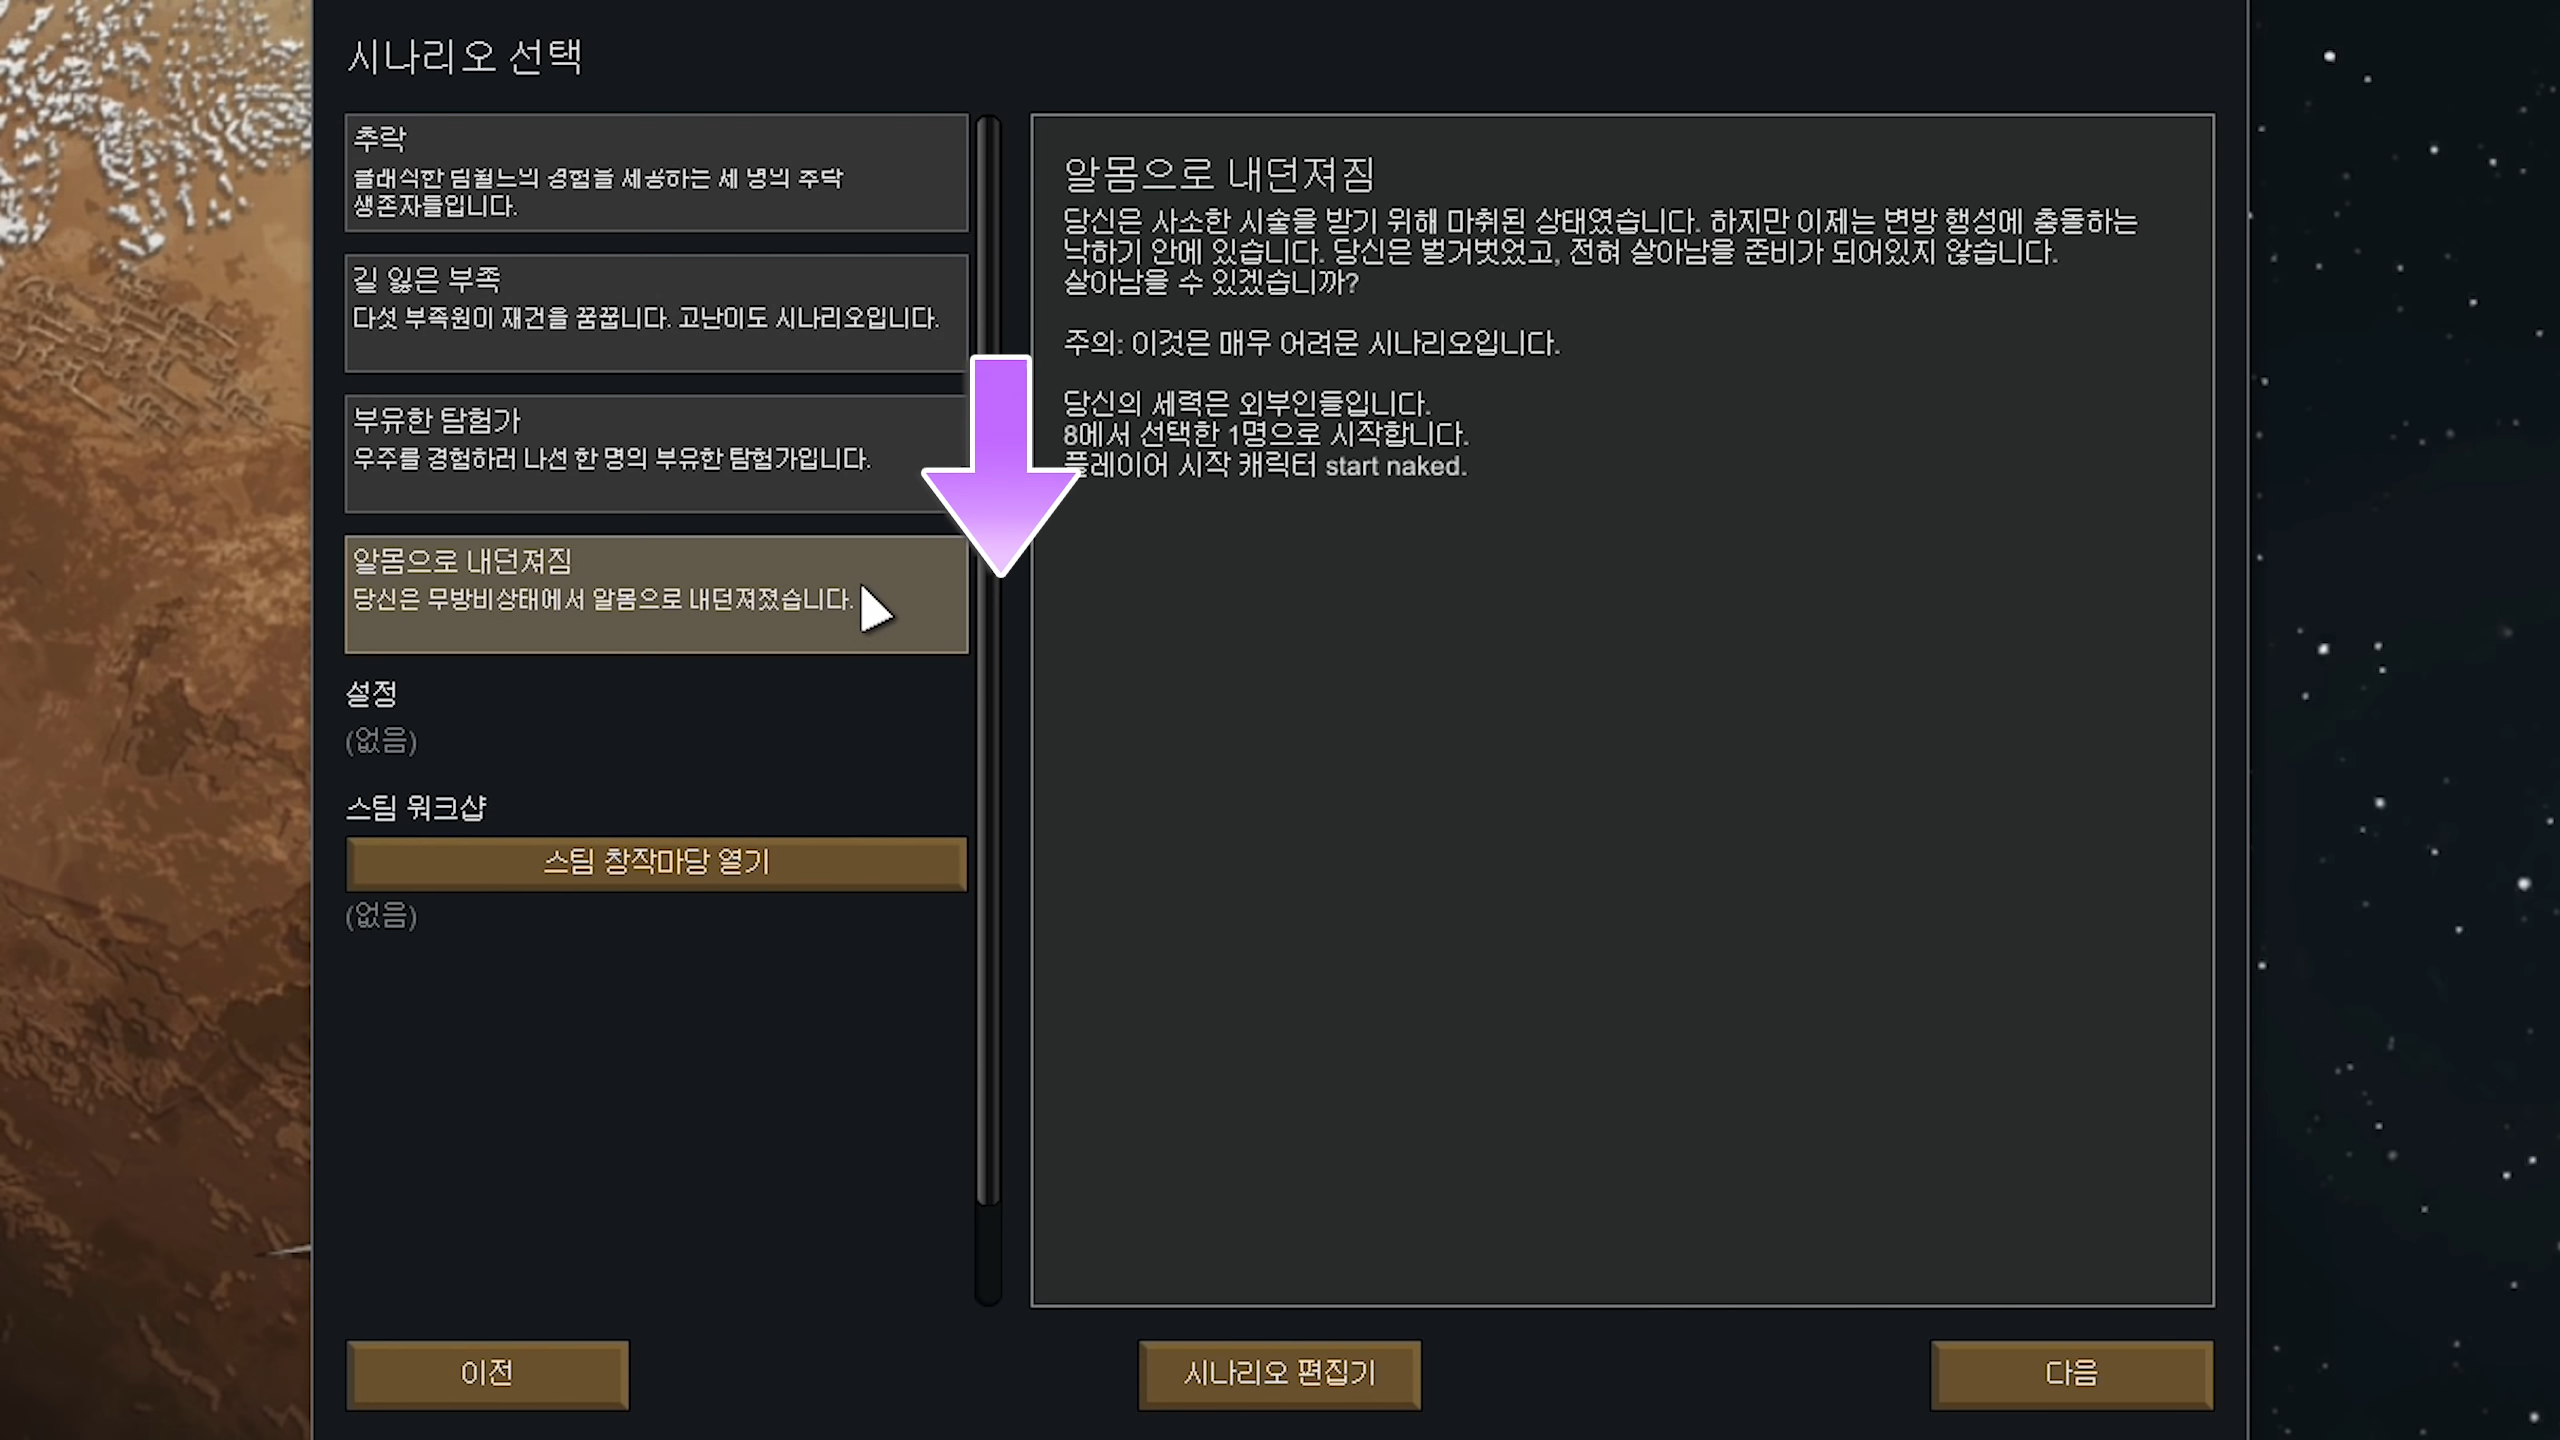 시나리오 선택
추락
클래식한 림월드의 경험을 제공하는 세 명의 추락
생존자들입니다.
길 잃은 부족
다섯 부족원이 재건을 꿈꿉니다. 고난이도 시나리오입니다.
부유한 탐험가
우주를 경험하러 나선 한 명의 부유한 탐험가입니다.
알몸으로 내던져짐
당신은 무방비상태에서 알몸으로 내던져졌습니다.
설정
(없음)
스팀 워크샵
스팀 창작마당 열기
(없음)
알몸으로 내던져짐
당신은 사소한 시술을 받기 위해 마취된 상태였습니다. 하지만 이제는 변방 행성에 충돌하는
낙하기 안에 있습니다. 당신은 벌거벗었고, 전혀 살아남을 준비가 되어있지 않습니다.
살아남을 수 있겠습니까?
주의: 이것은 매우 어려운 시나리오입니다.
당신의 세력은 외부인들입니다.
8에서 선택한 1명으로 시작합니다.
플레이어 시작 캐릭터 start naked.
이전
시나리오 편집기
다음